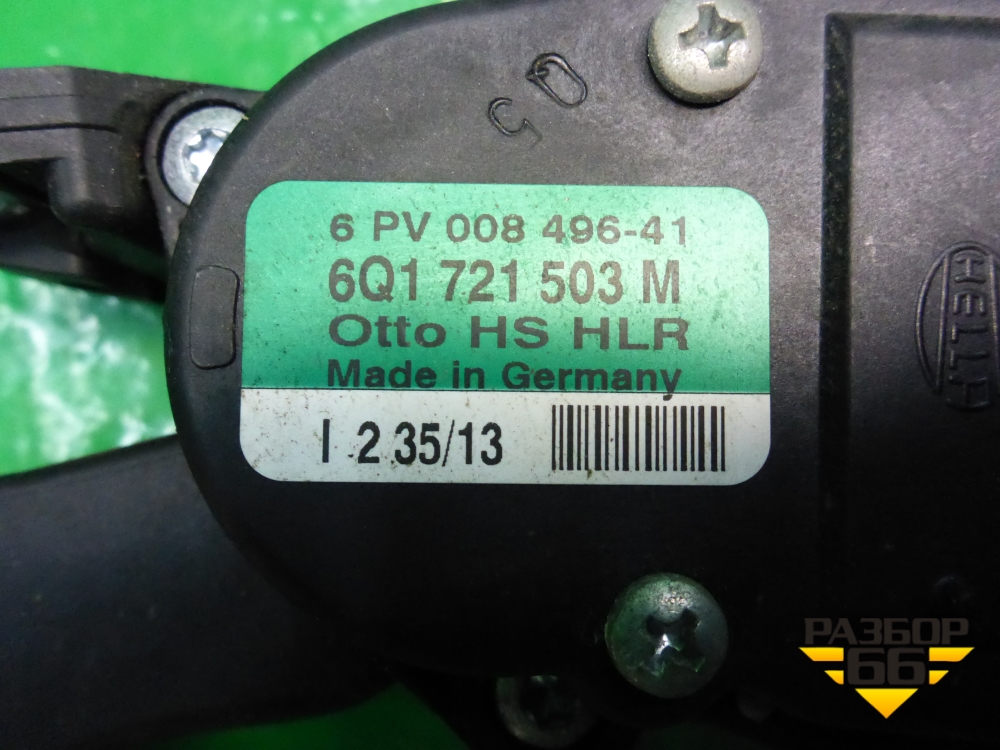 6 PV 008 496-41
6Q1 721 503 M
Otto HS HLR
Made in Germany
I 2 35/13
HELLA
РАЗБОР
66